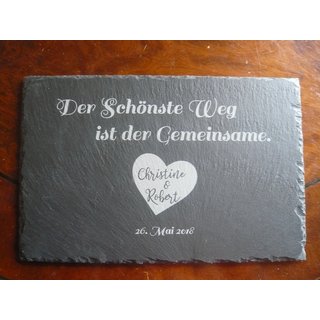 Der Schönste Weg
ist der Gemeinsame.
Christine
&
Robert
26. Mai 2018